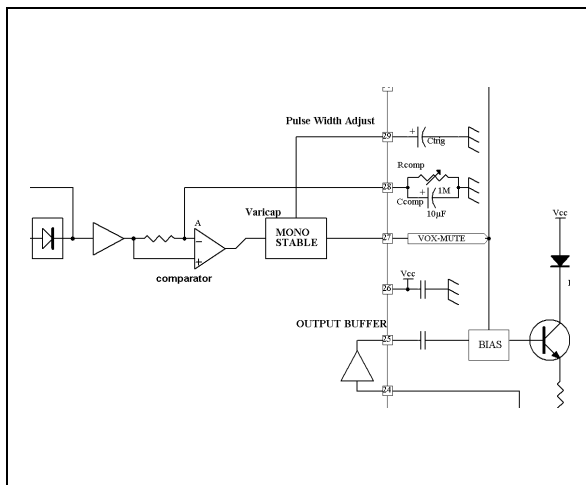 Pulse Width Adjust
29
+
Ctrig
Rcomp
28
+
1M
Ccomp
10µF
Varicap
A
−
+
MONO
STABLE
comparator
27
VOX-MUTE
Vcc
Vcc
26
OUTPUT BUFFER
25
BIAS
24